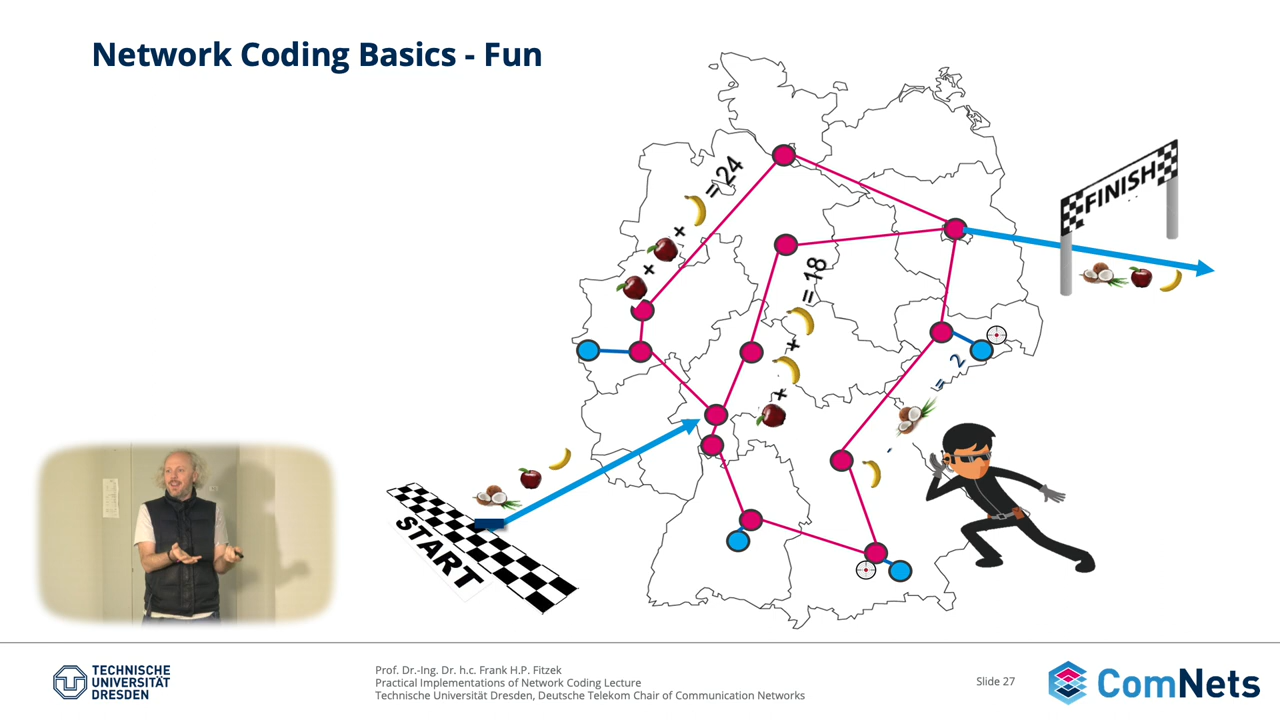 Network Coding Basics - Fun
+ + = 24
+ + = 18
- = 2
FINISH
START
TECHNISCHE
UNIVERSITÄT
DRESDEN
Prof. Dr.-Ing. Dr. h.c. Frank H.P. Fitzek
Practical Implementations of Network Coding Lecture
Technische Universität Dresden, Deutsche Telekom Chair of Communication Networks
Slide 27
ComNets